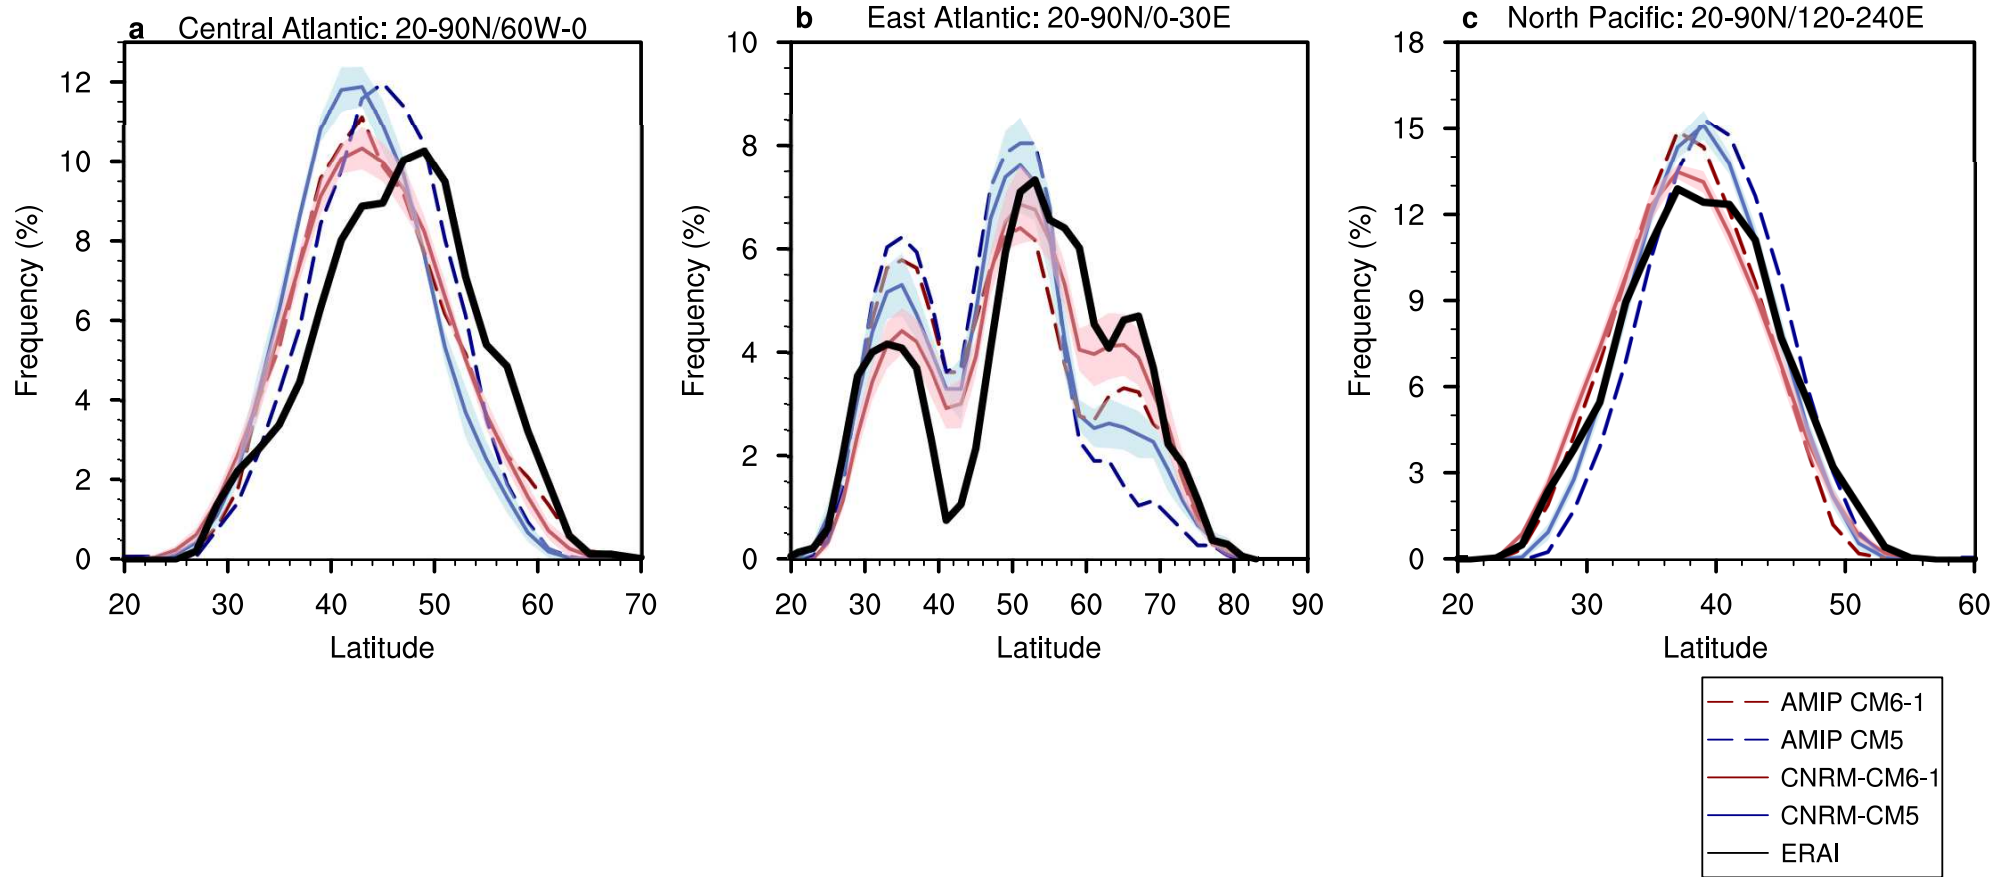 a Central Atlantic: 20-90N/60W-0
b East Atlantic: 20-90N/0-30E
c North Pacific: 20-90N/120-240E
Frequency (%)
12
10
8
6
4
2
0
20 30 40 50 60 70
Latitude
Frequency (%)
10
8
6
4
2
0
20 30 40 50 60 70 80 90
Latitude
Frequency (%)
18
15
12
9
6
3
0
20 30 40 50 60
Latitude
AMIP CM6-1
AMIP CM5
CNRM-CM6-1
CNRM-CM5
ERAI